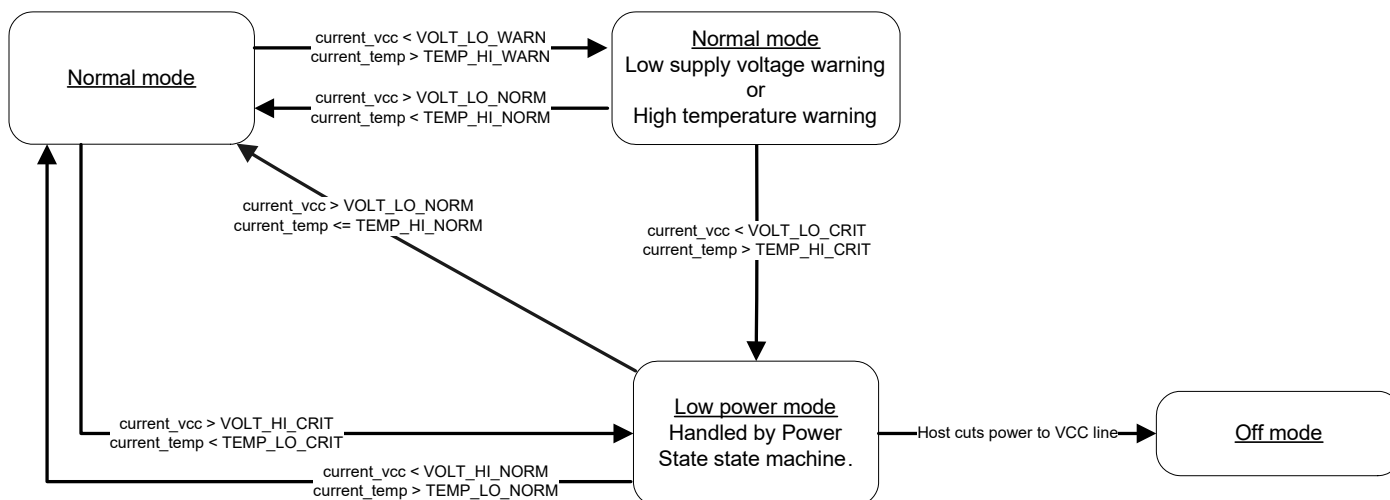 current_vcc < VOLT_LO_WARN
current_temp > TEMP_HI_WARN
Normal mode
Normal mode
Low supply voltage warning
or
High temperature warning
current_vcc > VOLT_LO_NORM
current_temp < TEMP_HI_NORM
current_vcc > VOLT_LO_NORM
current_temp <= TEMP_HI_NORM
current_vcc < VOLT_LO_CRIT
current_temp > TEMP_HI_CRIT
current_vcc > VOLT_HI_CRIT
current_temp < TEMP_LO_CRIT
Low power mode
Handled by Power
State state machine.
Host cuts power to VCC line
Off mode
current_vcc < VOLT_HI_NORM
current_temp > TEMP_LO_NORM